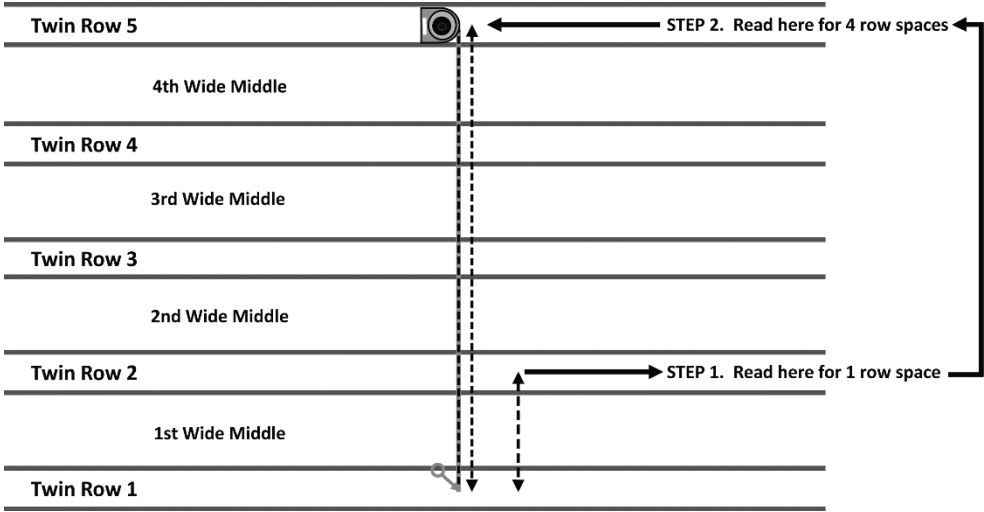 Twin Row 5
STEP 2. Read here for 4 row spaces
4th Wide Middle
Twin Row 4
3rd Wide Middle
Twin Row 3
2nd Wide Middle
Twin Row 2
STEP 1. Read here for 1 row space
1st Wide Middle
Twin Row 1